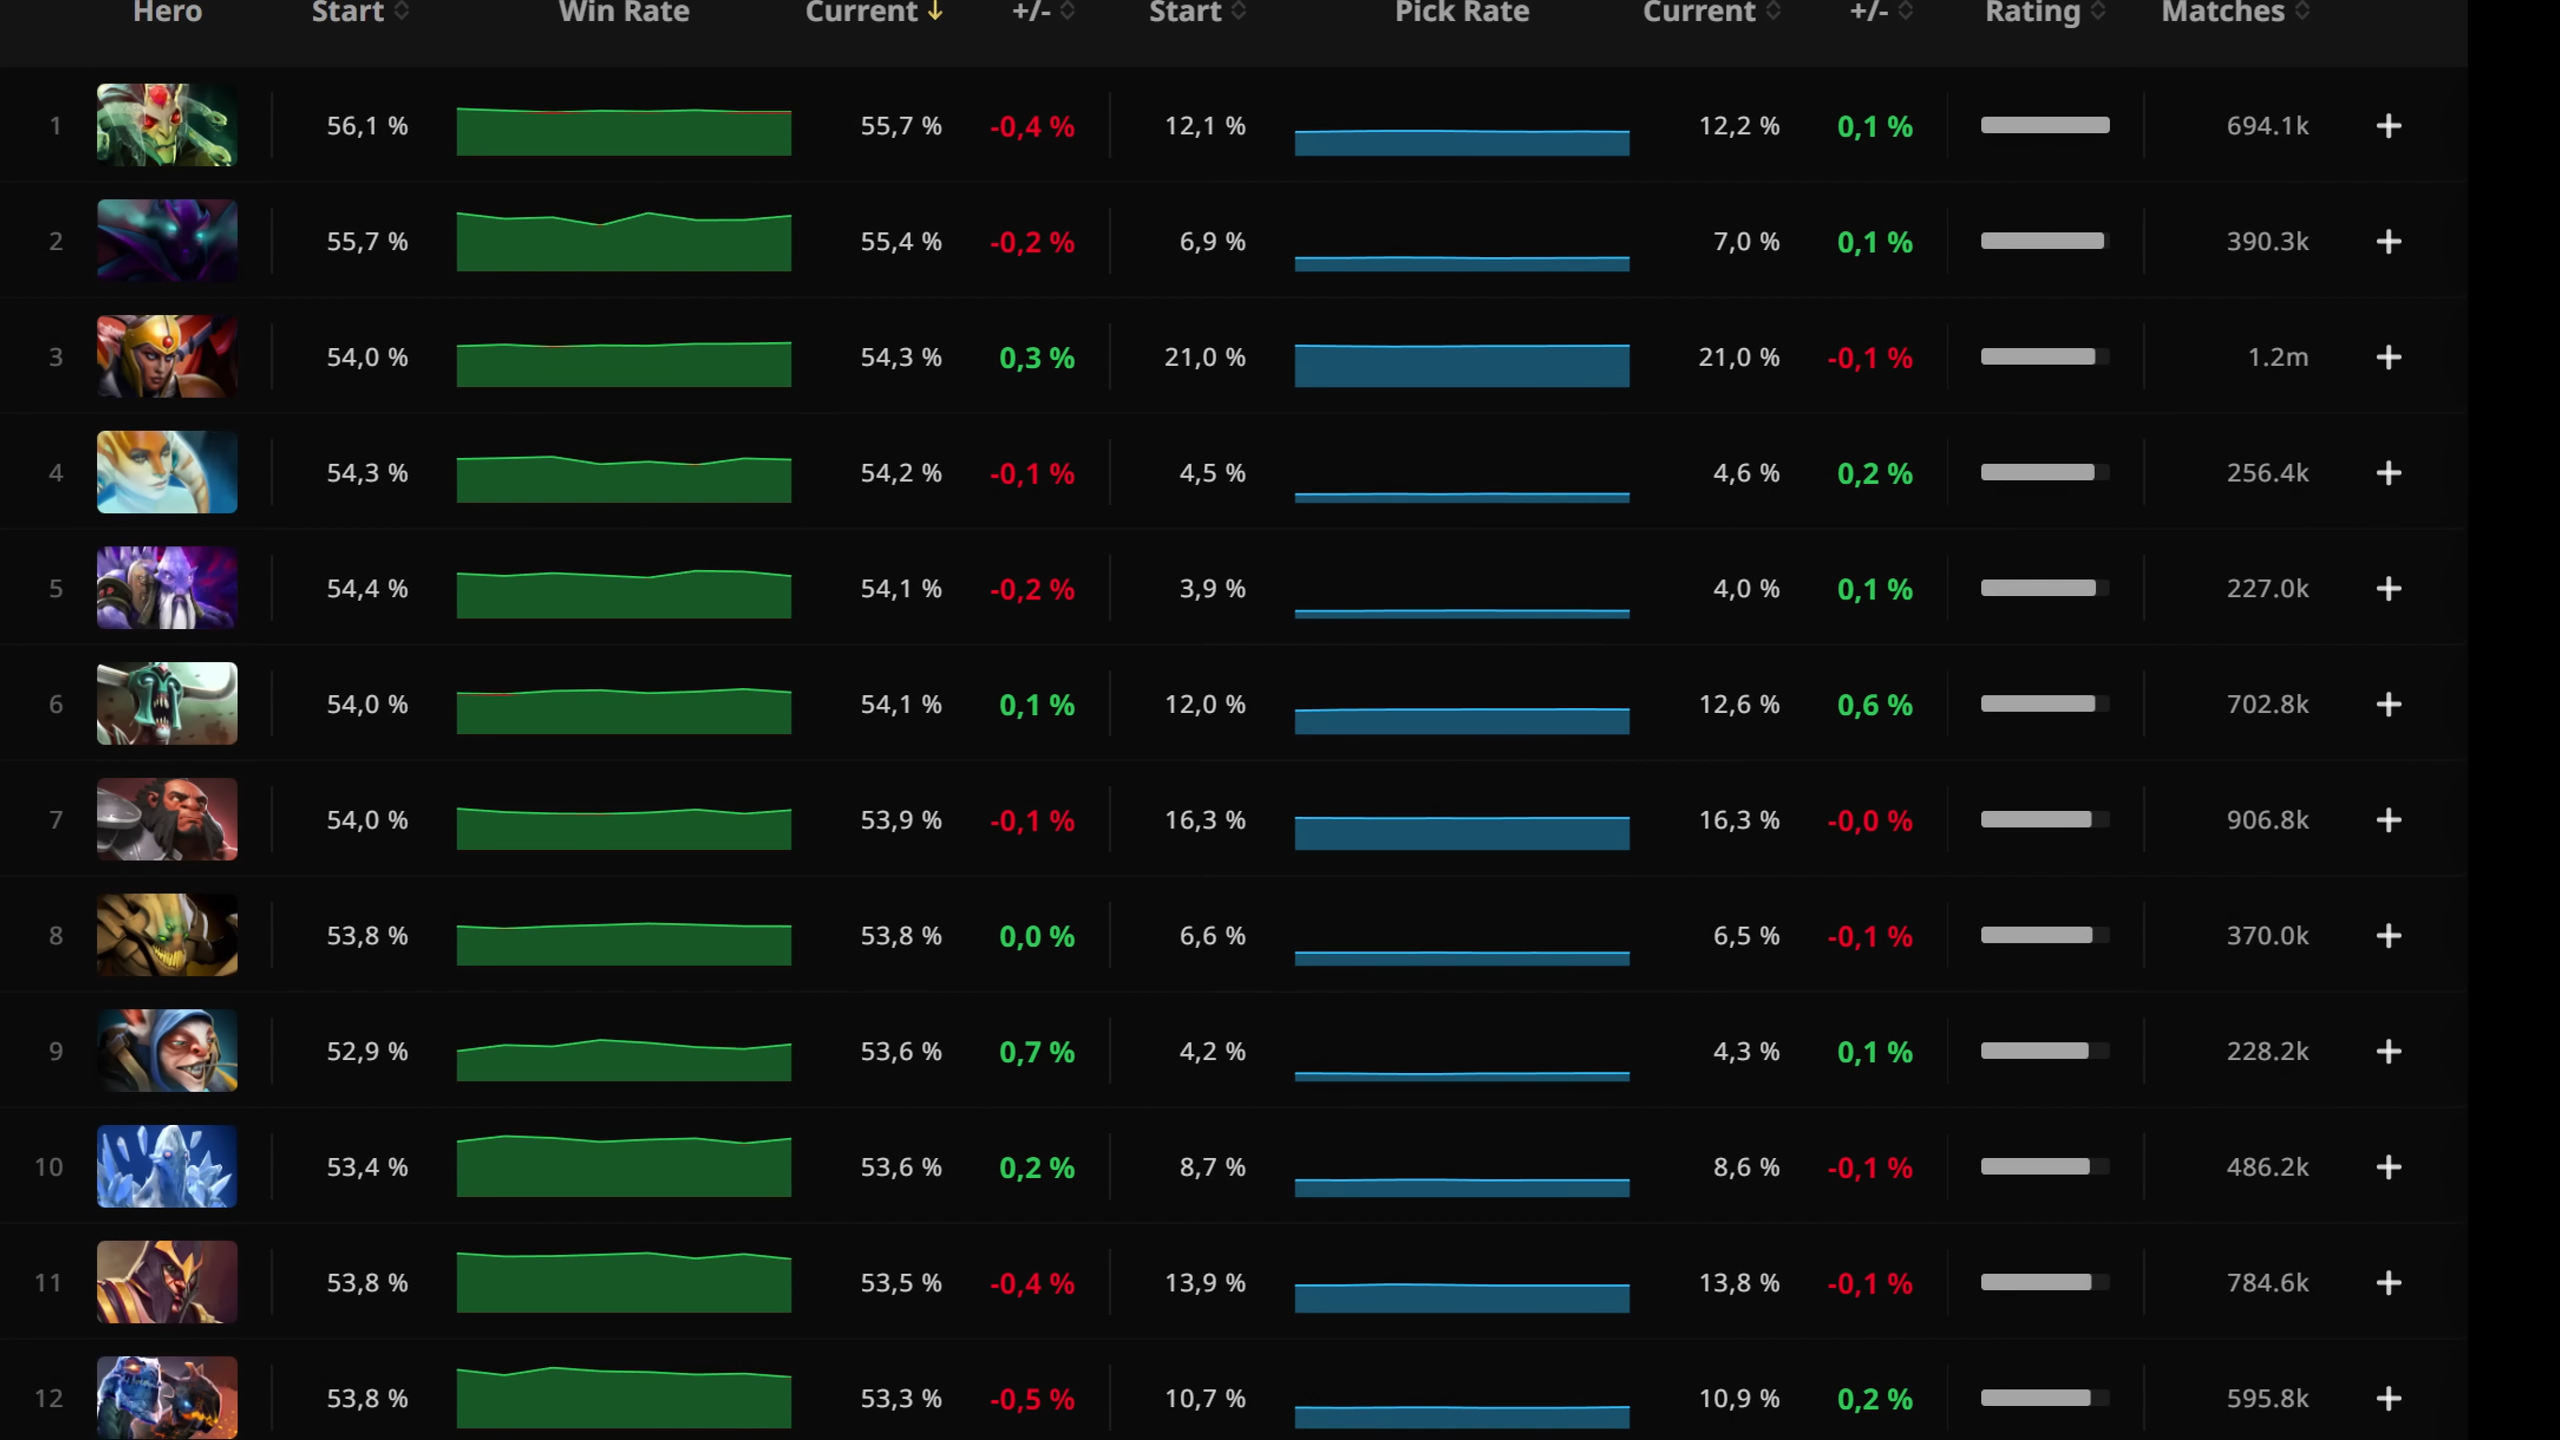 Hero Start Win Rate Current +/- Start Pick Rate Current +/- Rating Matches
1 56,1 % 55,7 % -0,4 % 12,1 % 12,2 % 0,1 % 694.1k +
2 55,7 % 55,4 % -0,2 % 6,9 % 7,0 % 0,1 % 390.3k +
3 54,0 % 54,3 % 0,3 % 21,0 % 21,0 % -0,1 % 1.2m +
4 54,3 % 54,2 % -0,1 % 4,5 % 4,6 % 0,2 % 256.4k +
5 54,4 % 54,1 % -0,2 % 3,9 % 4,0 % 0,1 % 227.0k +
6 54,0 % 54,1 % 0,1 % 12,0 % 12,6 % 0,6 % 702.8k +
7 54,0 % 53,9 % -0,1 % 16,3 % 16,3 % -0,0 % 906.8k +
8 53,8 % 53,8 % 0,0 % 6,6 % 6,5 % -0,1 % 370.0k +
9 52,9 % 53,6 % 0,7 % 4,2 % 4,3 % 0,1 % 228.2k +
10 53,4 % 53,6 % 0,2 % 8,7 % 8,6 % -0,1 % 486.2k +
11 53,8 % 53,5 % -0,4 % 13,9 % 13,8 % -0,1 % 784.6k +
12 53,8 % 53,3 % -0,5 % 10,7 % 10,9 % 0,2 % 595.8k +